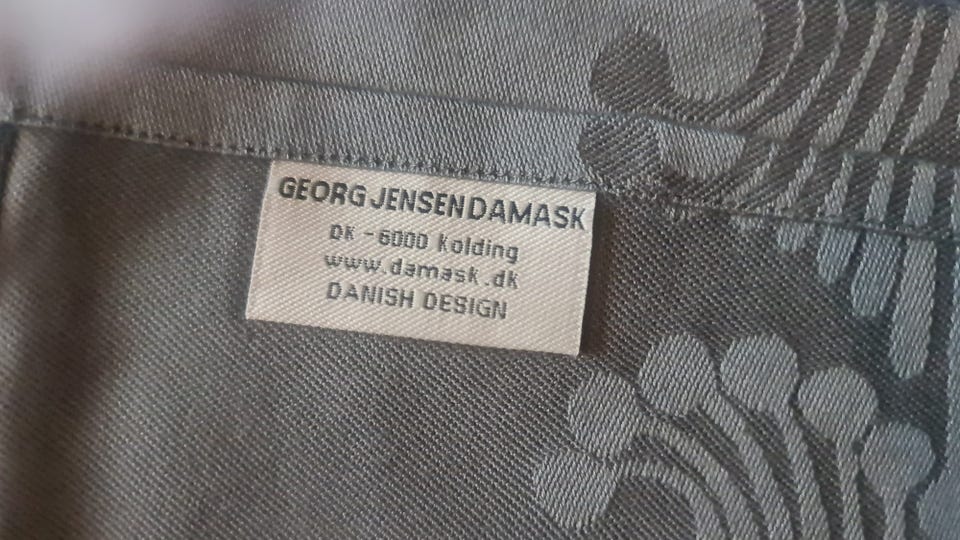 GEORG JENSEN DAMASK
DK - 6000 Kolding
www.damask.dk
DANISH DESIGN